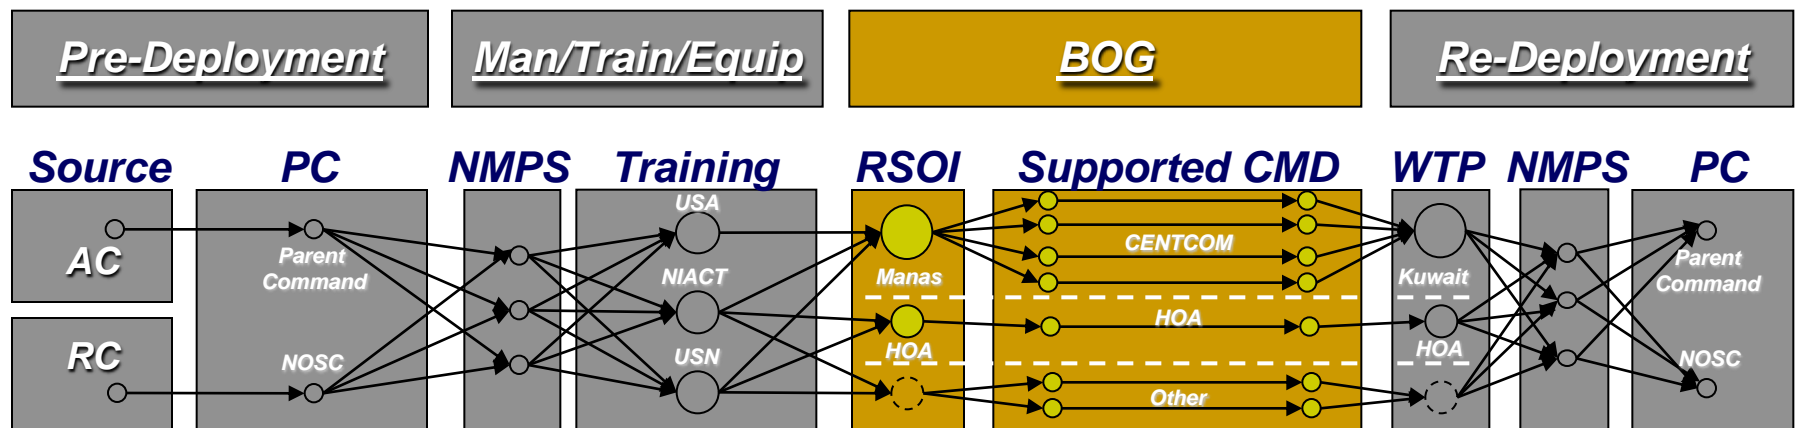 Pre-Deployment
Man/Train/Equip
BOG
Re-Deployment
Source
PC
NMPS
Training
RSOI
Supported CMD
WTP
NMPS
PC
AC
RC
Parent
Command
NOSC
USA
NIACT
USN
Manas
HOA
CENTCOM
HOA
Other
Kuwait
HOA
Parent
Command
NOSC